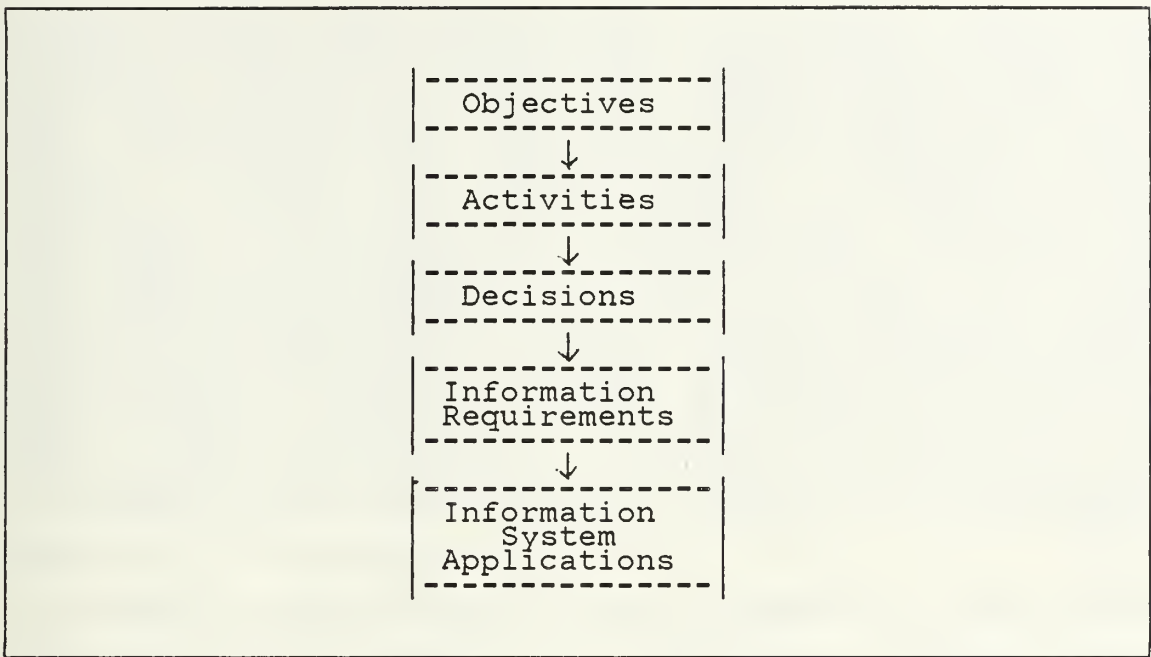 Objectives
Activities
Decisions
Information
Requirements
Information
System
Applications